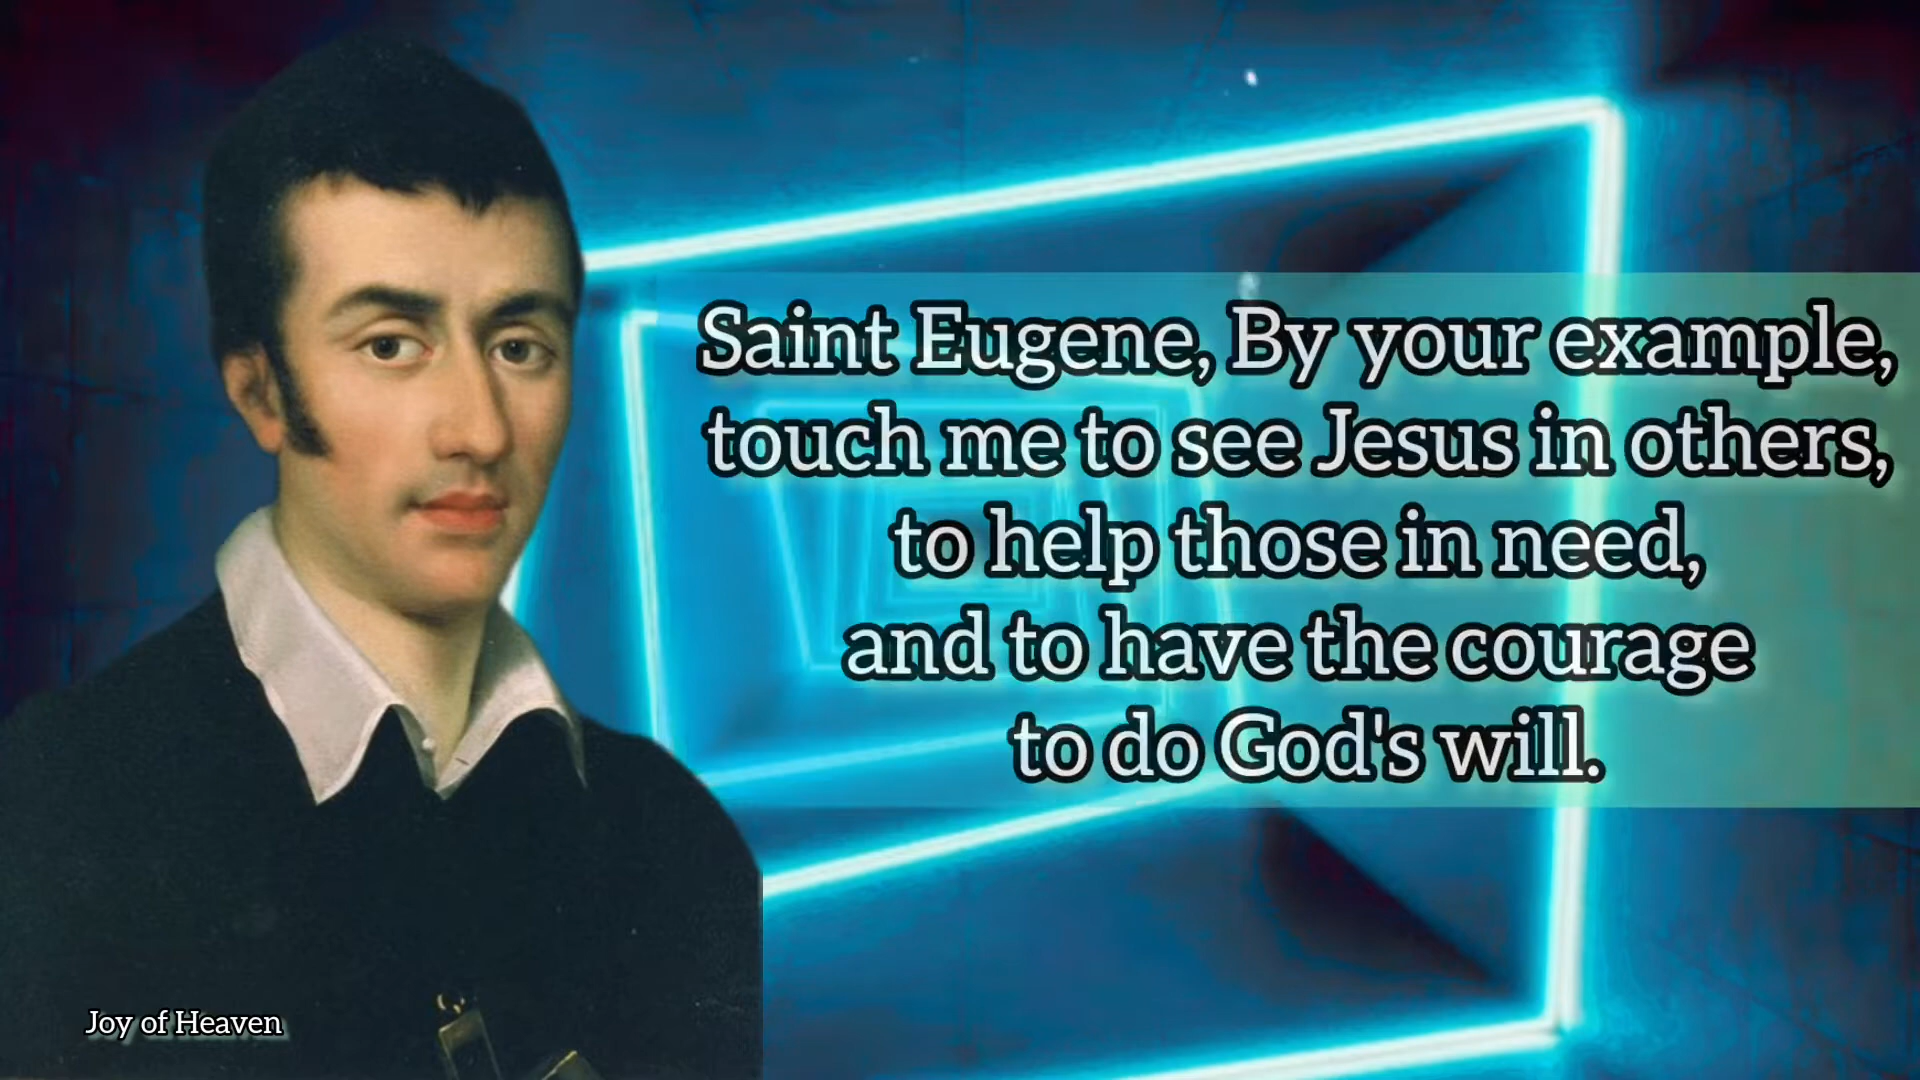 Saint Eugene, By your example,
touch me to see Jesus in others,
to help those in need,
and to have the courage
to do God's will.
Joy of Heaven